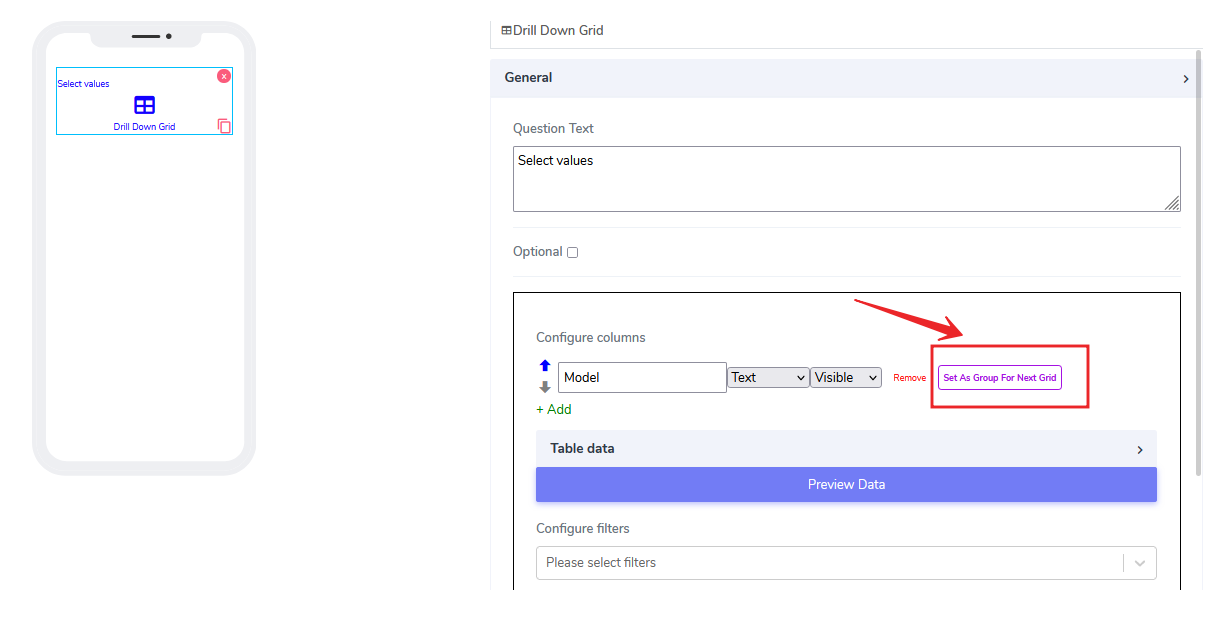 Select values
x
Drill Down Grid
Drill Down Grid
General
Question Text
Select values
Optional
Configure columns
Model Text Visible Remove Set As Group For Next Grid
+ Add
Table data
Preview Data
Configure filters
Please select filters